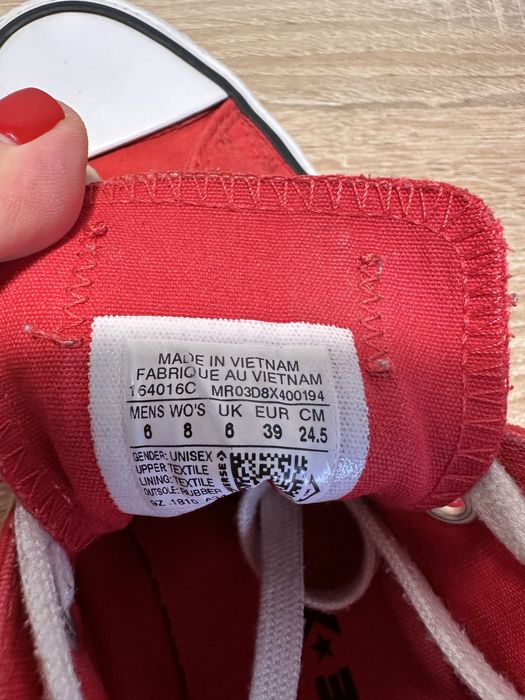 MADE IN VIETNAM
FABRIQUE AU VIETNAM
164016C MR03D8X400194
MENS WO'S UK EUR CM
6 8 6 39 24.5
GENDER: UNISEX
UPPER:TEXTILE
LINING: TEXTILE
OUTSOLE: RUBBER